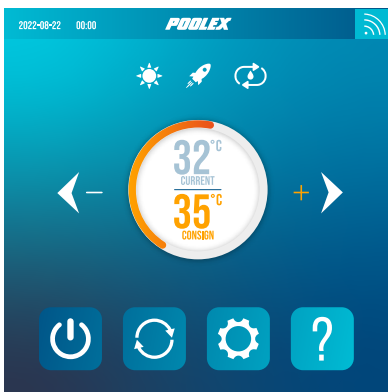 2022-08-22 00:00 POOLEX
32°C
CURRENT
35°C
CONSIGN
− +
?